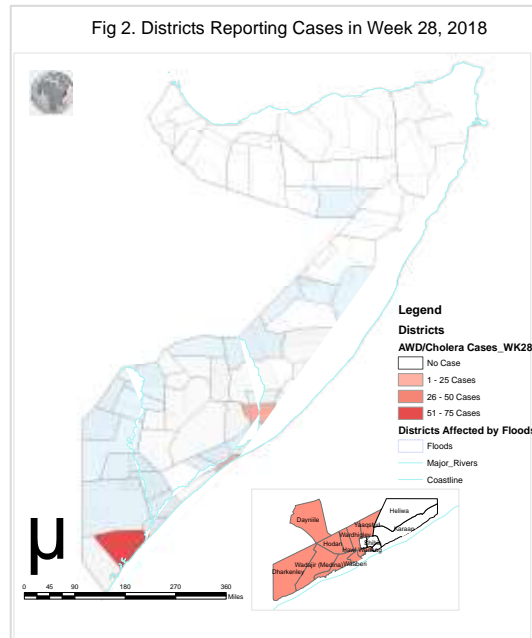 Fig 2. Districts Reporting Cases in Week 28, 2018
Legend
Districts
AWD/Cholera Cases_WK28
No Case
1 - 25 Cases
26 - 50 Cases
51 - 75 Cases
Districts Affected by Floods
Floods
Major_Rivers
Coastline
Heliwa
Yaaqshid
Karaan
Dayniile
Wardhigley
Hodan
Wadajir (Medina)
Waaberi
Dharkenley
µ
0 45 90 180 270 360
Miles